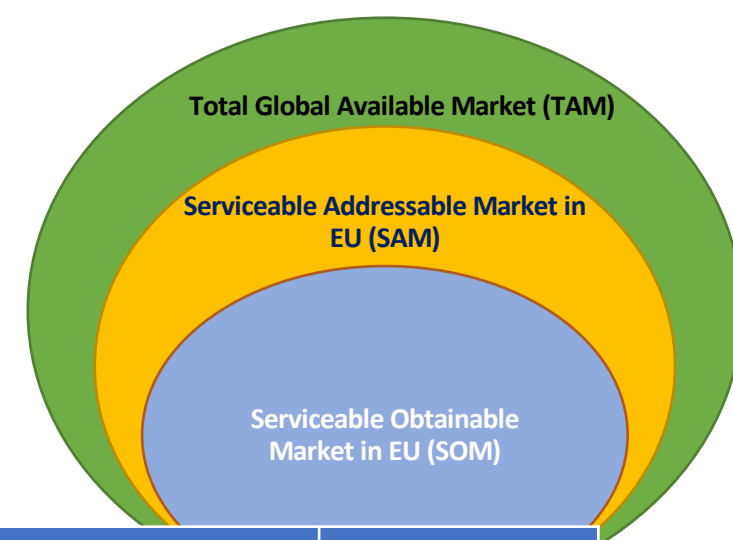 Total Global Available Market (TAM)
Serviceable Addressable Market in
EU (SAM)
Serviceable Obtainable
Market in EU (SOM)